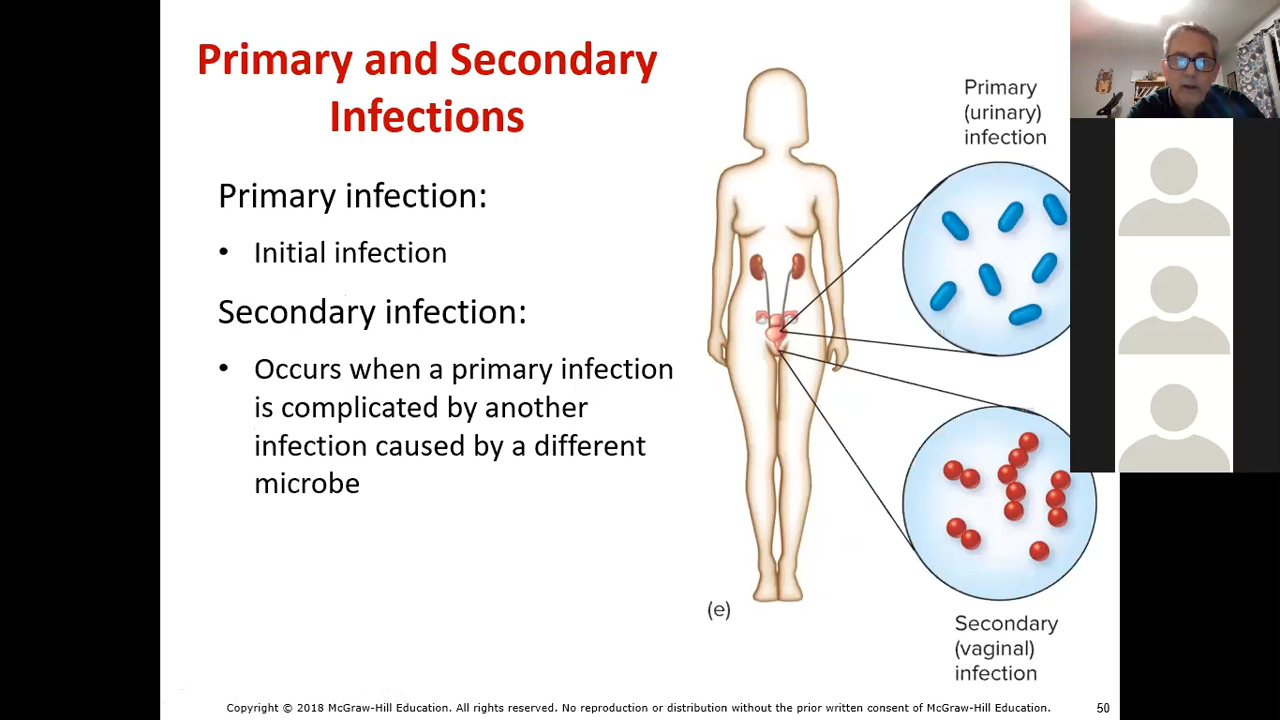 Primary and Secondary
Infections
Primary infection:
• Initial infection
Secondary infection:
• Occurs when a primary infection
is complicated by another
infection caused by a different
microbe
Primary
(urinary)
infection
(e)
Secondary
(vaginal)
infection
Copyright © 2018 McGraw-Hill Education. All rights reserved. No reproduction or distribution without the prior written consent of McGraw-Hill Education.
50